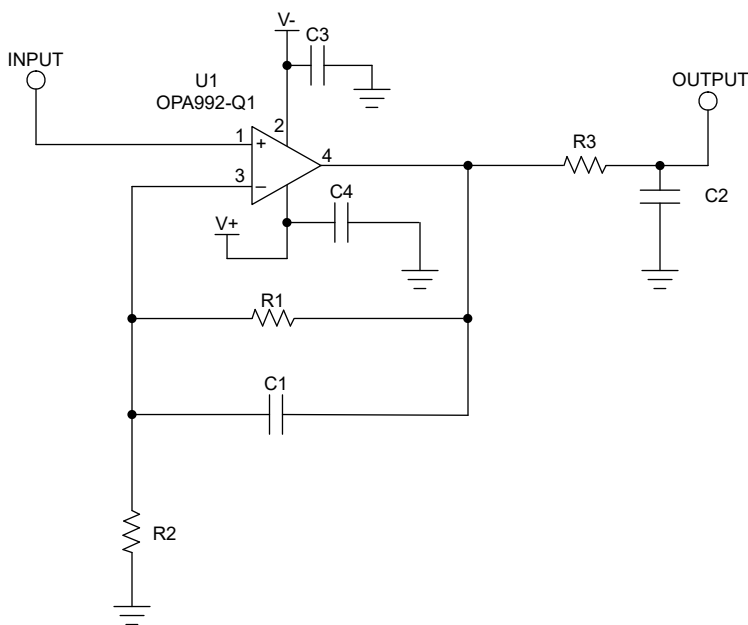 V-
C3
INPUT
U1
OPA992-Q1
OUTPUT
2
1
+
4
R3
3
–
C4
C2
V+
R1
C1
R2